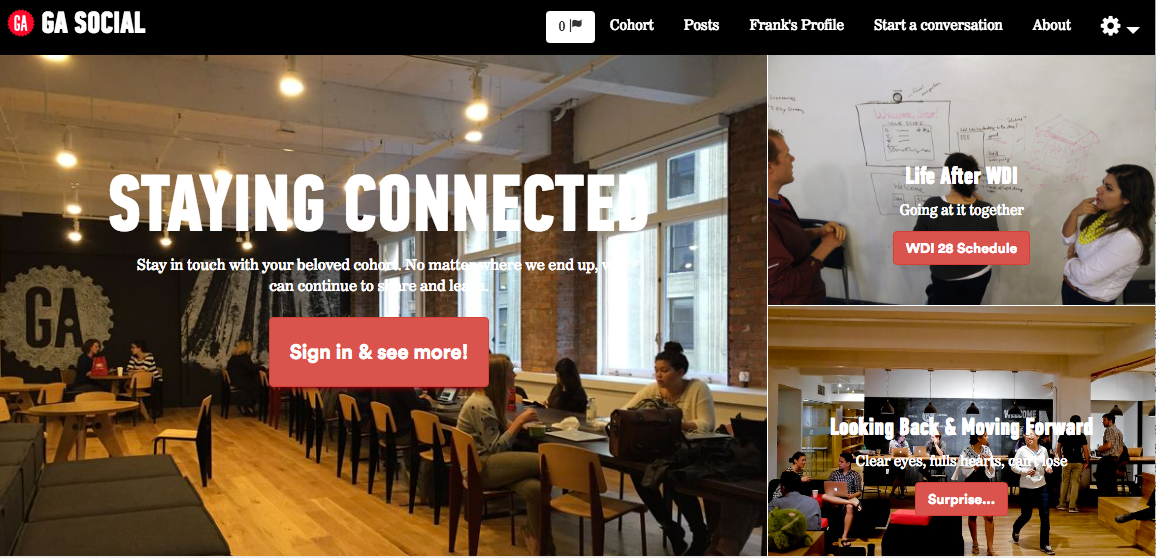 GA
GA SOCIAL
0
Cohort
Posts
Frank's Profile
Start a conversation
About
STAYING CONNECTED
Stay in touch with your beloved cohort. No matter where we end up, we
can continue to share and learn.
Sign in & see more!
GA
Welcome
Life After WDI
Going at it together
WDI 28 Schedule
WELCOME
Looking Back & Moving Forward
Clear eyes, fulls hearts, can't lose
Surprise...